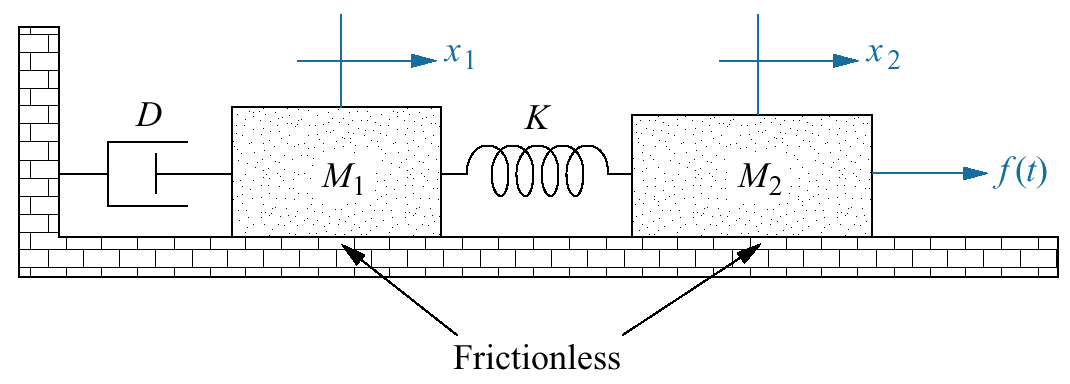 x₁
x₂
D
K
M₁
M₂
f(t)
Frictionless